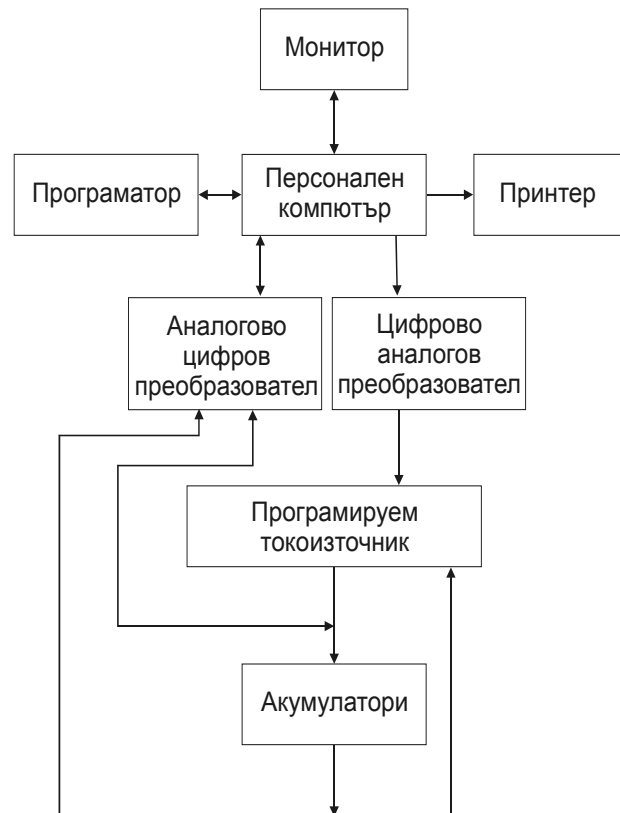 Монитор
Програматор
Персонален
компютър
Принтер
Аналогово
цифров
преобразовател
Цифрово
аналогов
преобразовател
Програмируем
токоизточник
Акумулатори